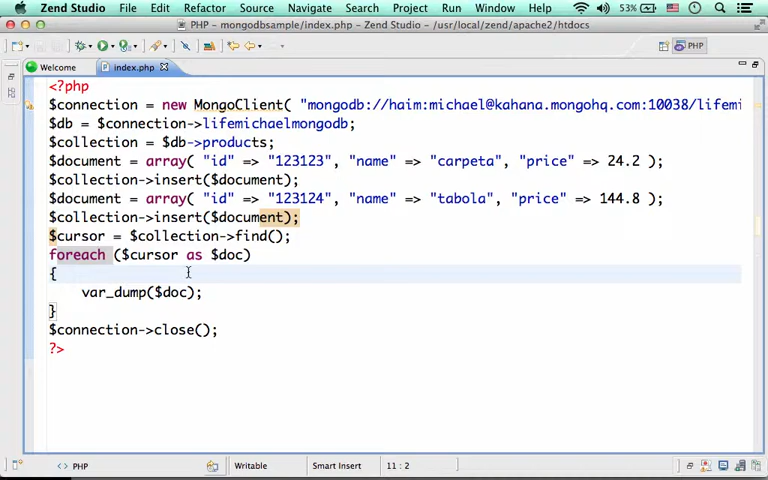 Zend Studio File Edit Refactor Source Navigate Search Project Run Window Help 53%
PHP - mongodbsample/index.php - Zend Studio - /usr/local/zend/apache2/htdocs
PHP
Welcome index.php
<?php
$connection = new MongoClient( "mongodb://haim:michael@kahana.mongohq.com:10038/lifemi
$db = $connection->lifemichaelmongodb;
$collection = $db->products;
$document = array( "id" => "123123", "name" => "carpeta", "price" => 24.2 );
$collection->insert($document);
$document = array( "id" => "123124", "name" => "tabola", "price" => 144.8 );
$collection->insert($document);
$cursor = $collection->find();
foreach ($cursor as $doc)
{
    var_dump($doc);
}
$connection->close();
?>
<> PHP Writable Smart Insert 11 : 2